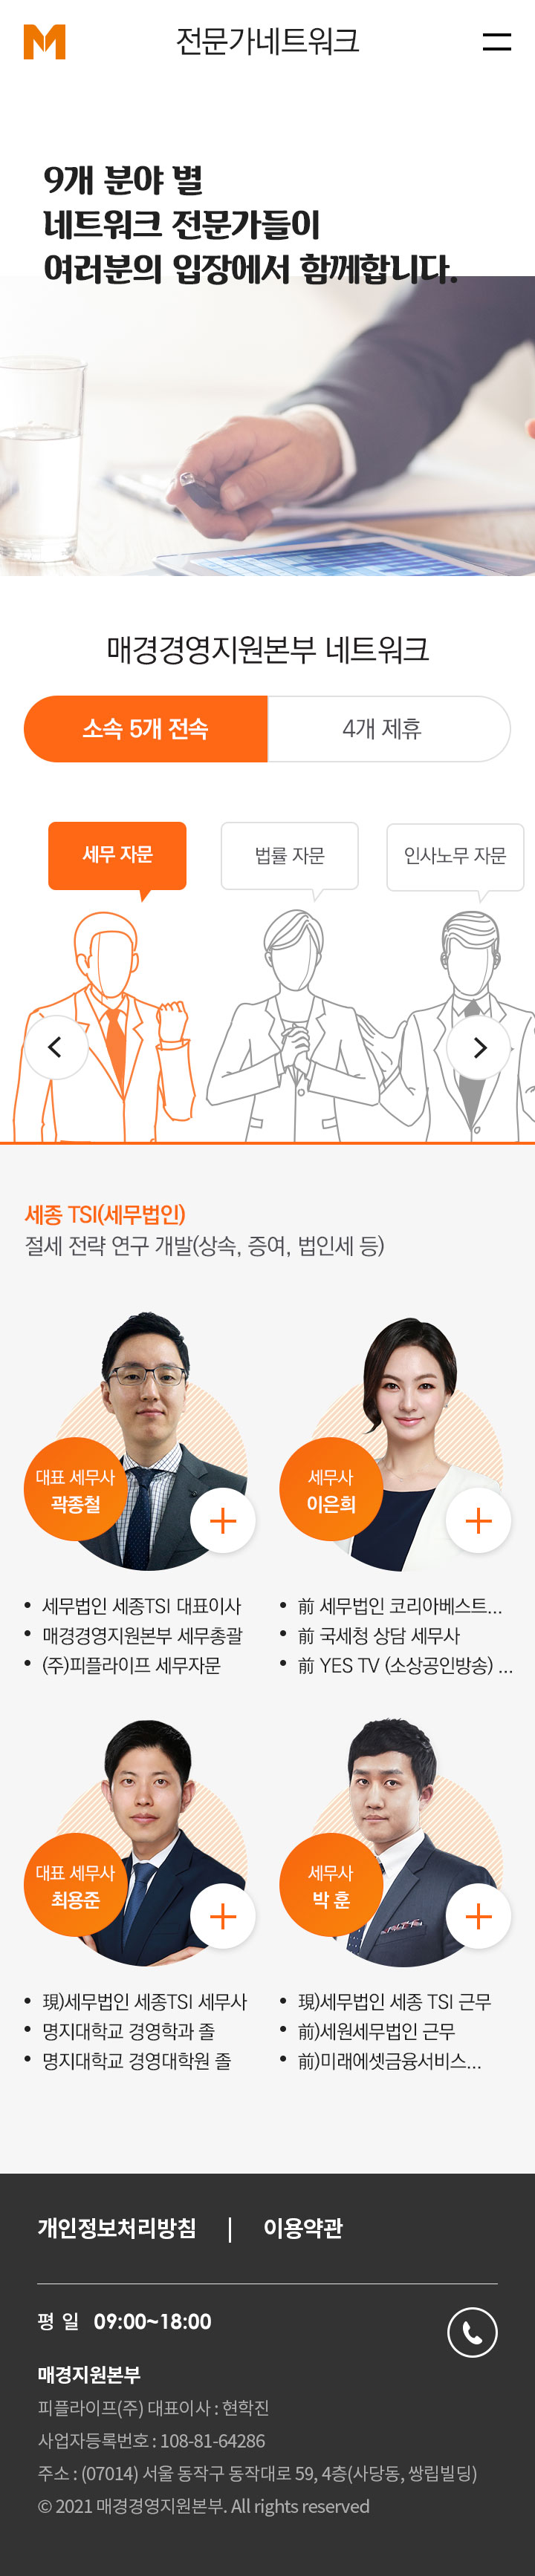 전문가네트워크
9개 분야 별
네트워크 전문가들이
여러분의 입장에서 함께합니다.
매경경영지원본부 네트워크
소속 5개 전속
4개 제휴
세무 자문
법률 자문
인사노무 자문
세종 TSI(세무법인)
절세 전략 연구 개발(상속, 증여, 법인세 등)
대표 세무사
곽종철
세무사
이은희
• 세무법인 세종TSI 대표이사
• 매경경영지원본부 세무총괄
• (주)피플라이프 세무자문
• 前 세무법인 코리아베스트...
• 前 국세청 상담 세무사
• 前 YES TV (소상공인방송) ...
대표 세무사
최용준
세무사
박 훈
• 現)세무법인 세종TSI 세무사
• 명지대학교 경영학과 졸
• 명지대학교 경영대학원 졸
• 現)세무법인 세종 TSI 근무
• 前)세원세무법인 근무
• 前)미래에셋금융서비스...
개인정보처리방침 | 이용약관
평 일 09:00~18:00
매경지원본부
피플라이프(주) 대표이사 : 현학진
사업자등록번호 : 108-81-64286
주소 : (07014) 서울 동작구 동작대로 59, 4층(사당동, 쌍립빌딩)
© 2021 매경경영지원본부. All rights reserved